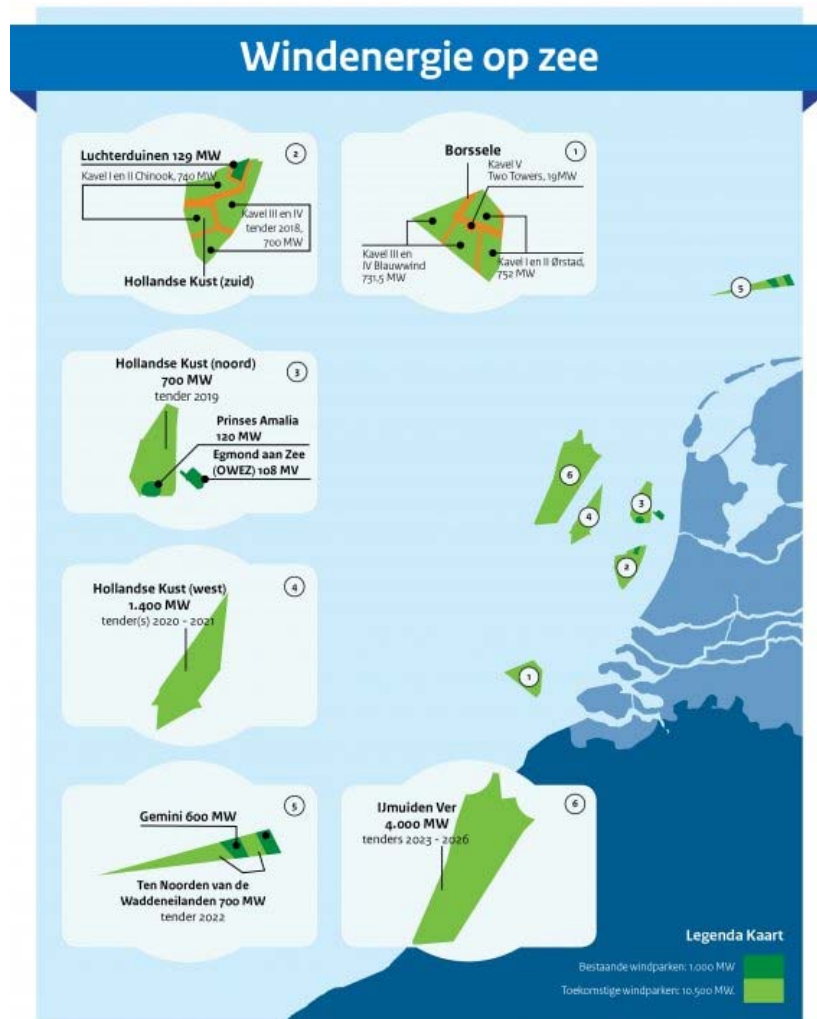 Windenergie op zee
2
Luchterduinen 129 MW
Kavel I en II Chinook, 740 MW
Kavel III en IV
tender 2018,
700 MW
Hollandse Kust (zuid)
1
Borssele
Kavel V
Two Towers, 19MW
Kavel III en
IV Blauwwind
731,5 MW
Kavel I en II Ørstad,
752 MW
5
Hollandse Kust (noord)
700 MW
tender 2019
3
Prinses Amalia
120 MW
Egmond aan Zee
(OWEZ) 108 MV
6
4
3
2
1
Hollandse Kust (west)
1.400 MW
tender(s) 2020 - 2021
4
Gemini 600 MW
5
Ten Noorden van de
Waddeneilanden 700 MW
tender 2022
IJmuiden Ver
4.000 MW
tenders 2023 - 2026
6
Legenda Kaart
Bestaande windparken: 1.000 MW
Toekomstige windparken: 10.500 MW.